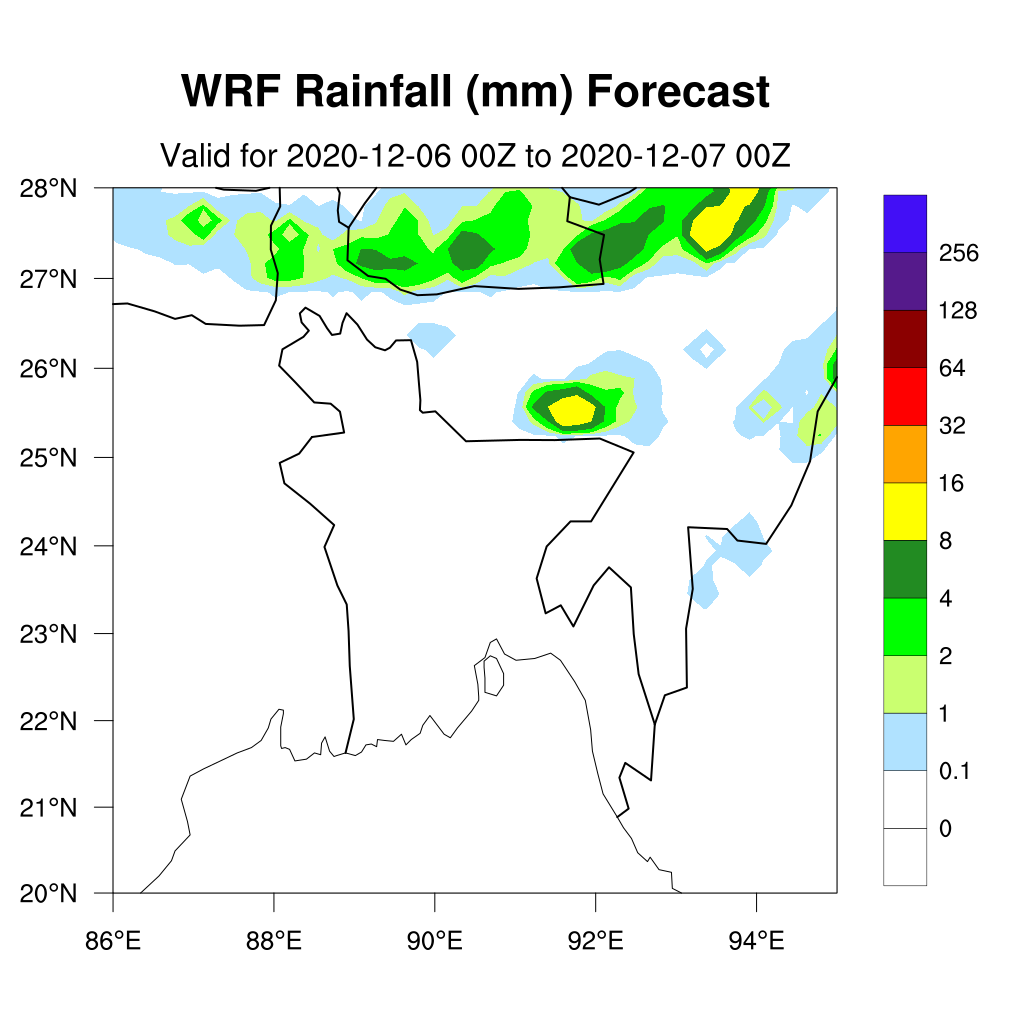 WRF Rainfall (mm) Forecast
Valid for 2020-12-06 00Z to 2020-12-07 00Z
28°N
27°N
26°N
25°N
24°N
23°N
22°N
21°N
20°N
86°E 88°E 90°E 92°E 94°E
256
128
64
32
16
8
4
2
1
0.1
0